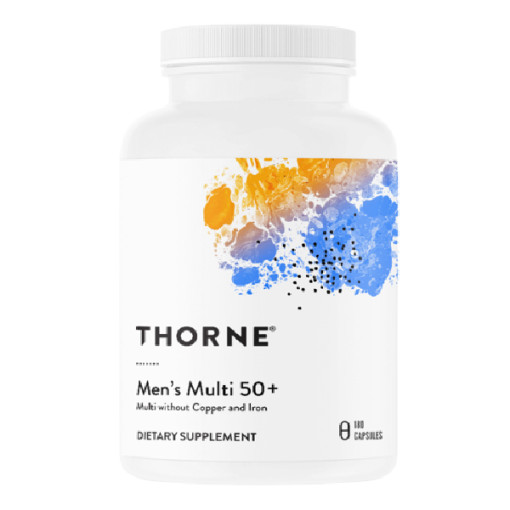 THORNE®
Men's Multi 50+
Multi without Copper and Iron
DIETARY SUPPLEMENT
180
CAPSULES